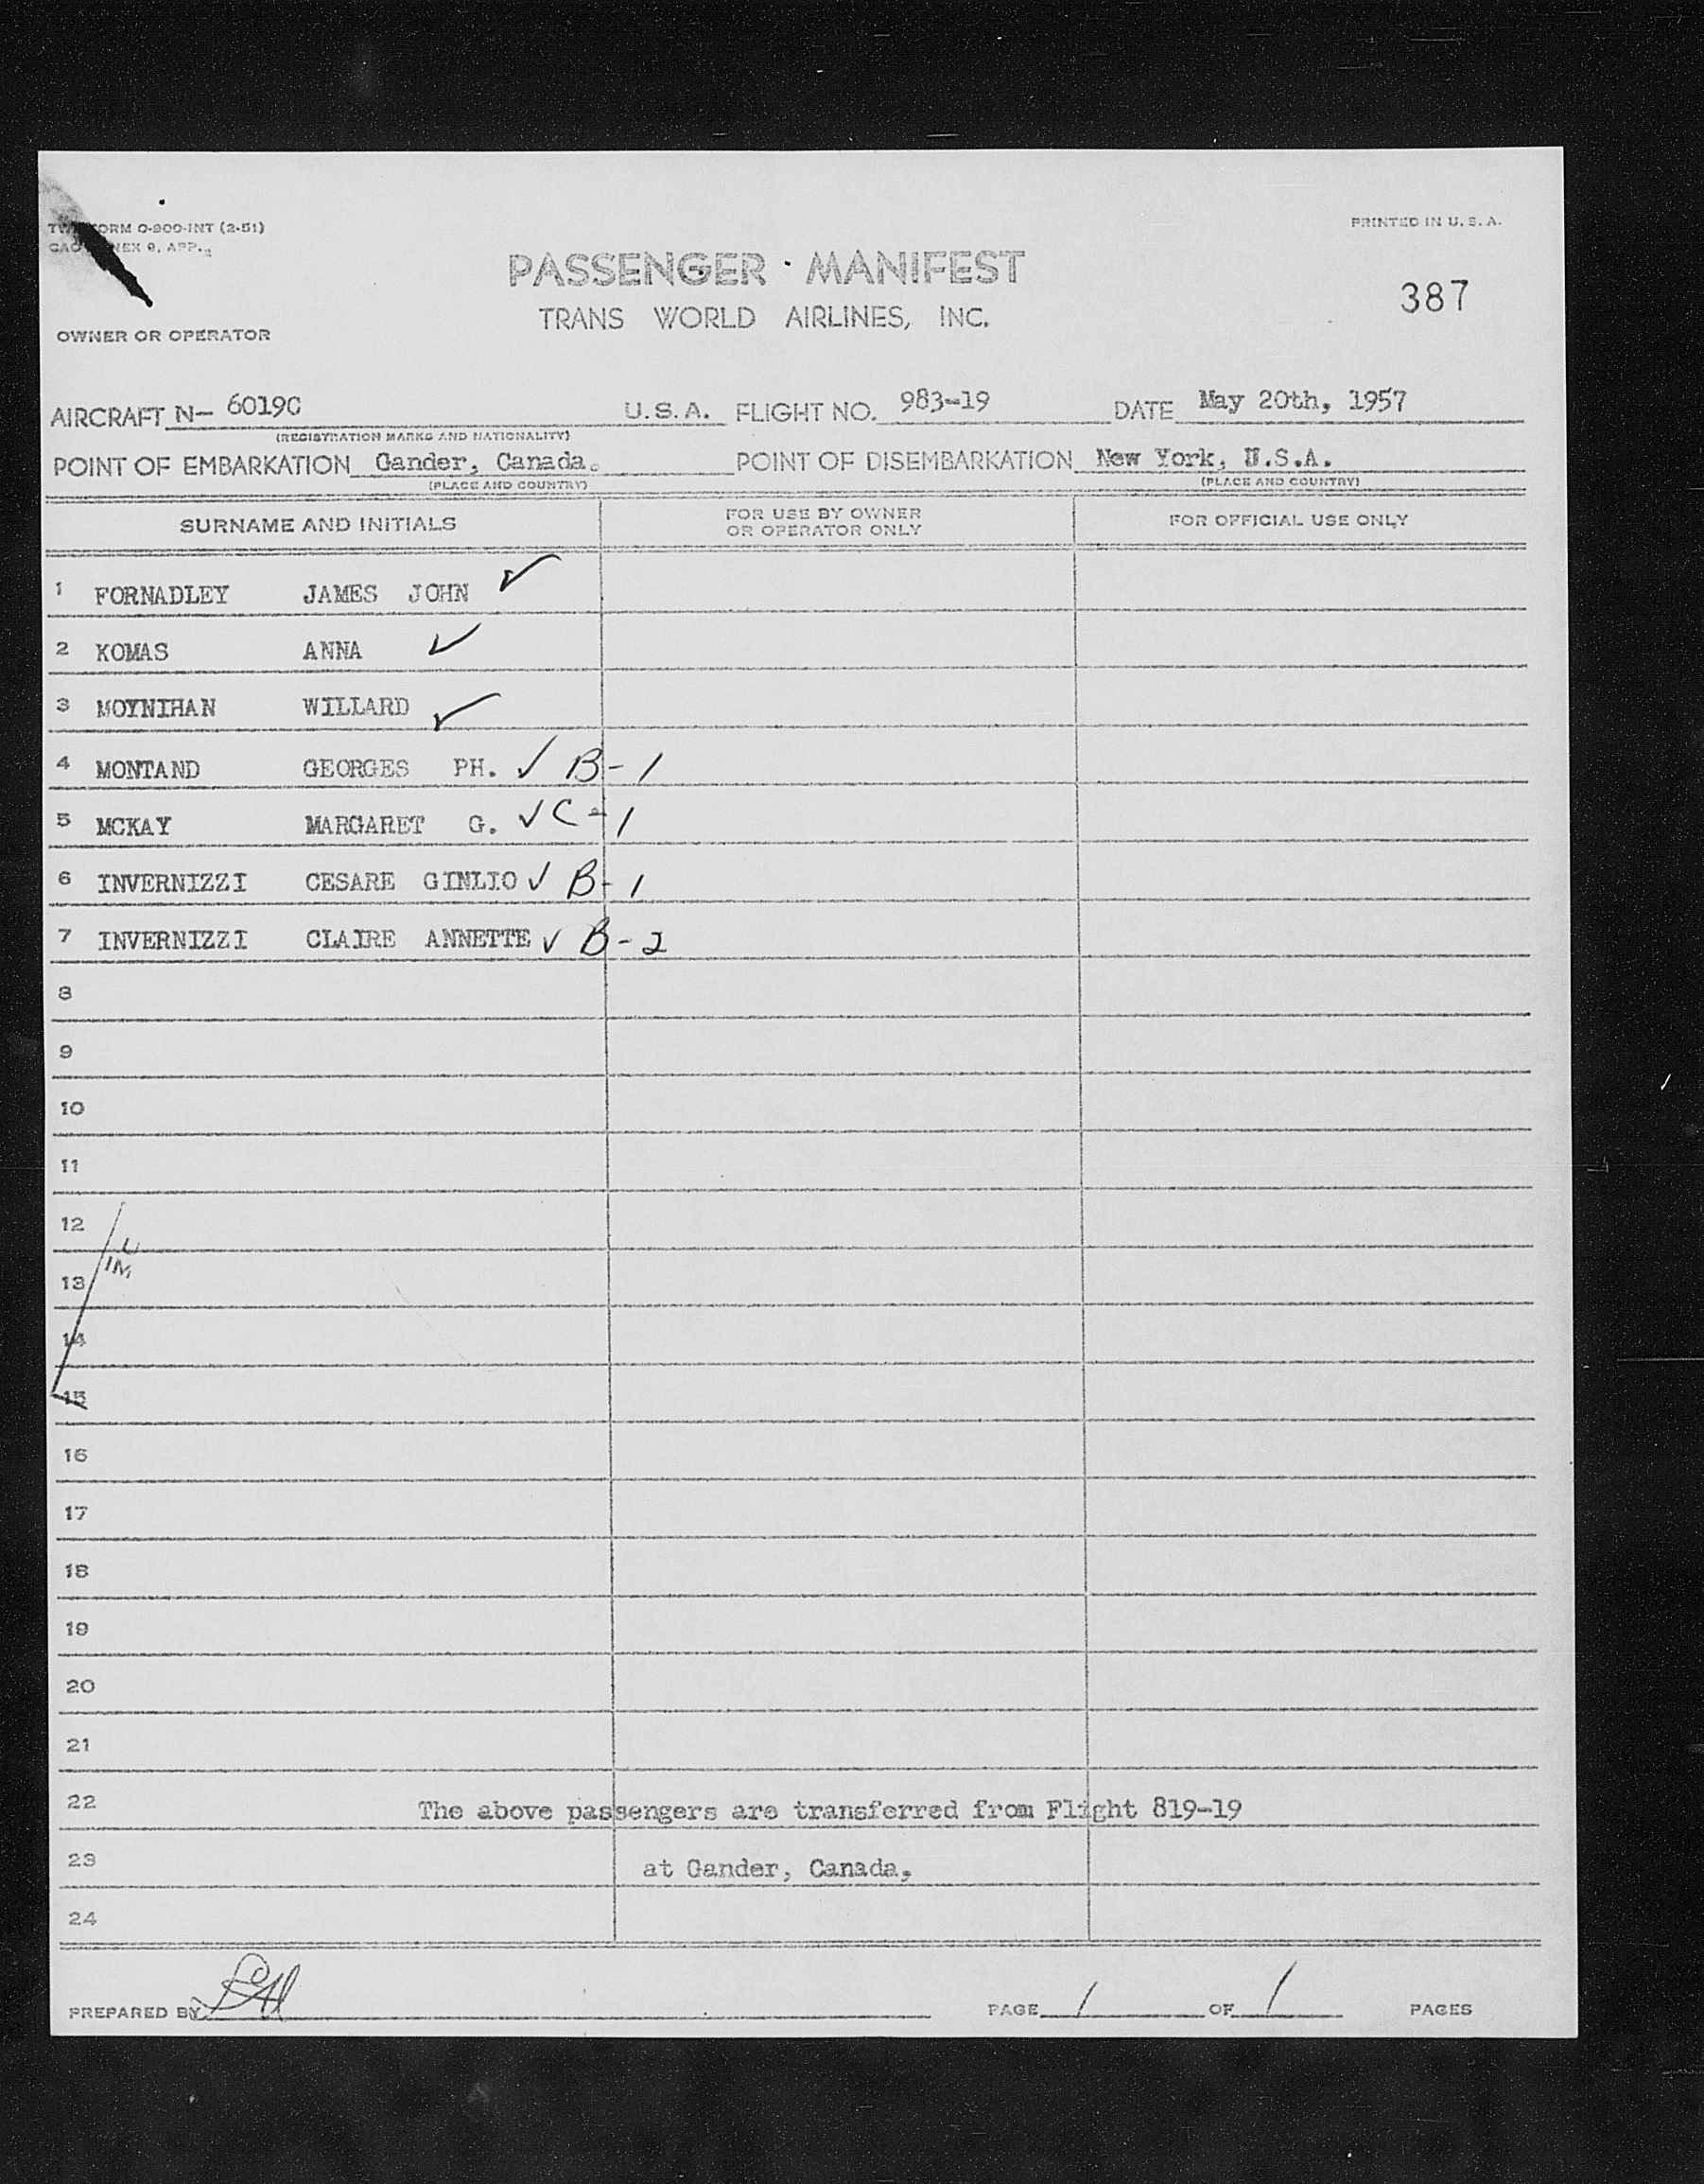 FORM O-900-INT (2-51)
PRINTED IN U. S. A.
PASSENGER MANIFEST
387
TRANS WORLD AIRLINES, INC.
OWNER OR OPERATOR
AIRCRAFT N- 6019C U.S.A. FLIGHT NO. 983-19 DATE May 20th, 1957
(REGISTRATION MARKS AND NATIONALITY)
POINT OF EMBARKATION Gander, Canada. POINT OF DISEMBARKATION New York, U.S.A.
(PLACE AND COUNTRY) (PLACE AND COUNTRY)
SURNAME AND INITIALS FOR USE BY OWNER OR OPERATOR ONLY FOR OFFICIAL USE ONLY
1 FORNADLEY JAMES JOHN ✓
2 KOMAS ANNA ✓
3 MOYNIHAN WILLARD ✓
4 MONTAND GEORGES PH. ✓ B-1
5 MCKAY MARGARET G. ✓ C-1
6 INVERNIZZI CESARE GINLIO ✓ B-1
7 INVERNIZZI CLAIRE ANNETTE ✓ B-2
8
9
10
11
12
13
14
15
16
17
18
19
20
21
22 The above passengers are transferred from Flight 819-19
23 at Gander, Canada,
24
PREPARED BY PAGE 1 OF 1 PAGES